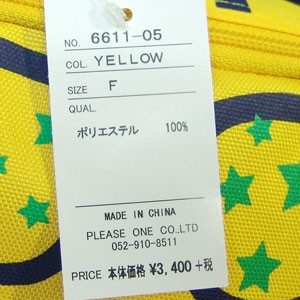 NO. 6611-05
COL. YELLOW
SIZE F
QUAL.
ポリエステル 100%
MADE IN CHINA
PLEASE ONE CO.,LTD
052-910-8511
PRICE 本体価格 ¥3,400 +税